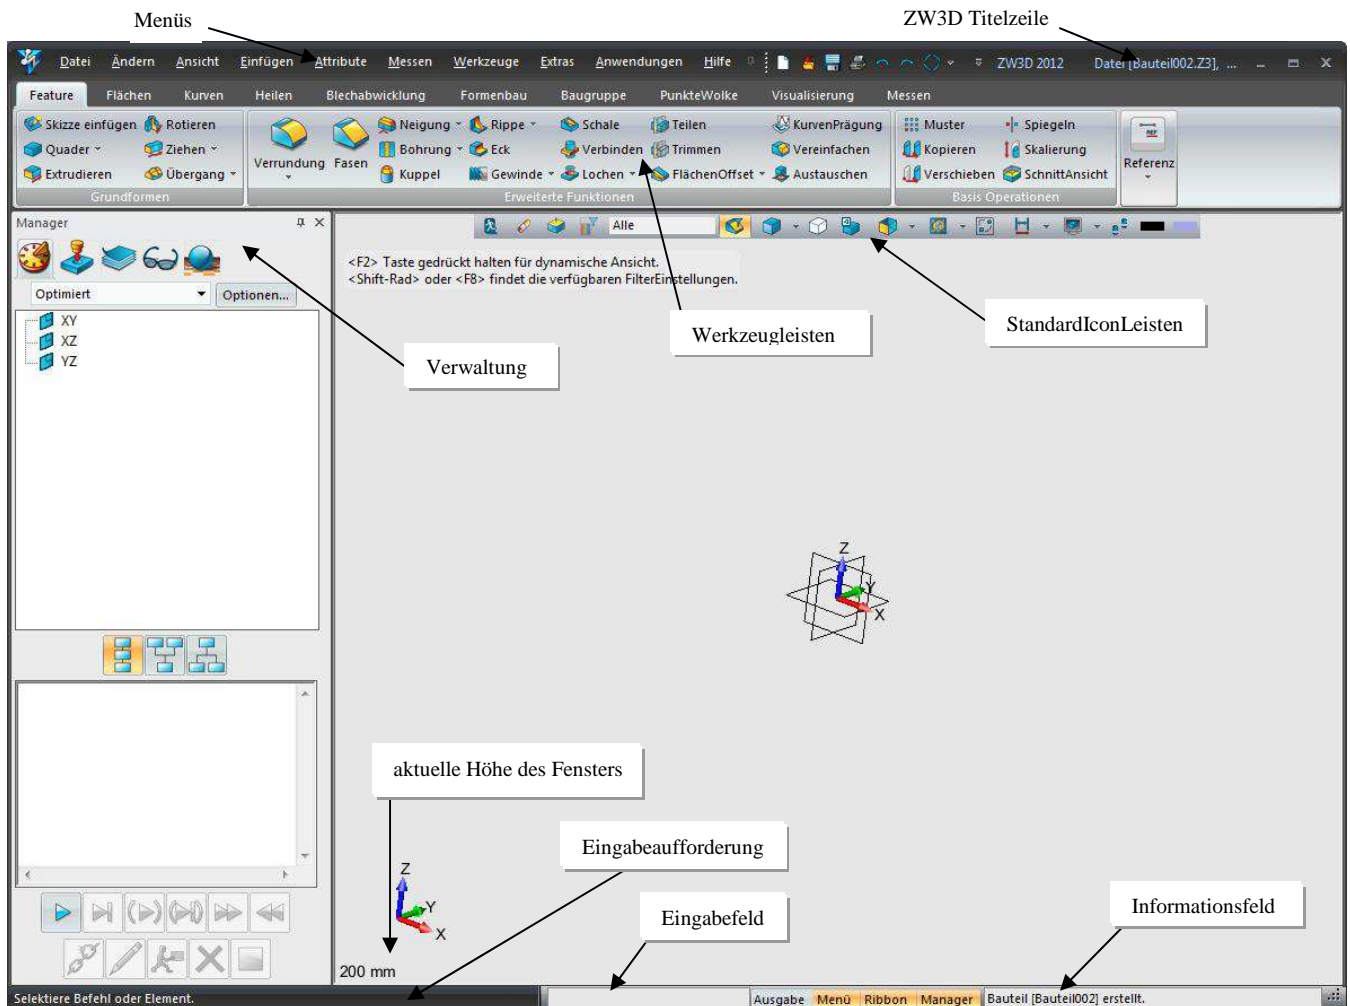 Menüs
ZW3D Titelzeile
Datei Ändern Ansicht Einfügen Attribute Messen Werkzeuge Extras Anwendungen Hilfe ZW3D 2012 Datei [Bauteil002.Z3], ...
Feature Flächen Kurven Heilen Blechabwicklung Formenbau Baugruppe PunkteWolke Visualisierung Messen
Skizze einfügen Rotieren Neigung Rippe Schale Teilen KurvenPrägung Muster Spiegeln
Quader Ziehen Verrundung Fasen Bohrung Eck Verbinden Trimmen Vereinfachen Kopieren Skalierung Referenz
Extrudieren Übergang Kuppel Gewinde Lochen FlächenOffset Austauschen Verschieben SchnittAnsicht
Grundformen Erweiterte Funktionen Basis Operationen
REF
Manager
Alle
<F2> Taste gedrückt halten für dynamische Ansicht.
<Shift-Rad> oder <F8> findet die verfügbaren FilterEinstellungen.
Optimiert Optionen...
XY
XZ
YZ
Werkzeugleisten
StandardIconLeisten
Verwaltung
Z
Y
X
aktuelle Höhe des Fensters
Eingabeaufforderung
Z
Y
X
Eingabefeld
Informationsfeld
200 mm
Selektiere Befehl oder Element.
Ausgabe Menü Ribbon Manager Bauteil [Bauteil002] erstellt.